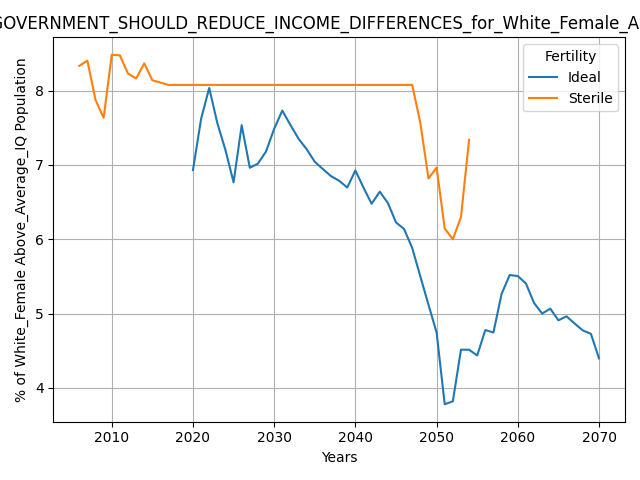 GOVERNMENT_SHOULD_REDUCE_INCOME_DIFFERENCES_for_White_Female_A
% of White_Female Above_Average_IQ Population
8
7
6
5
4
Fertility
Ideal
Sterile
2010 2020 2030 2040 2050 2060 2070
Years